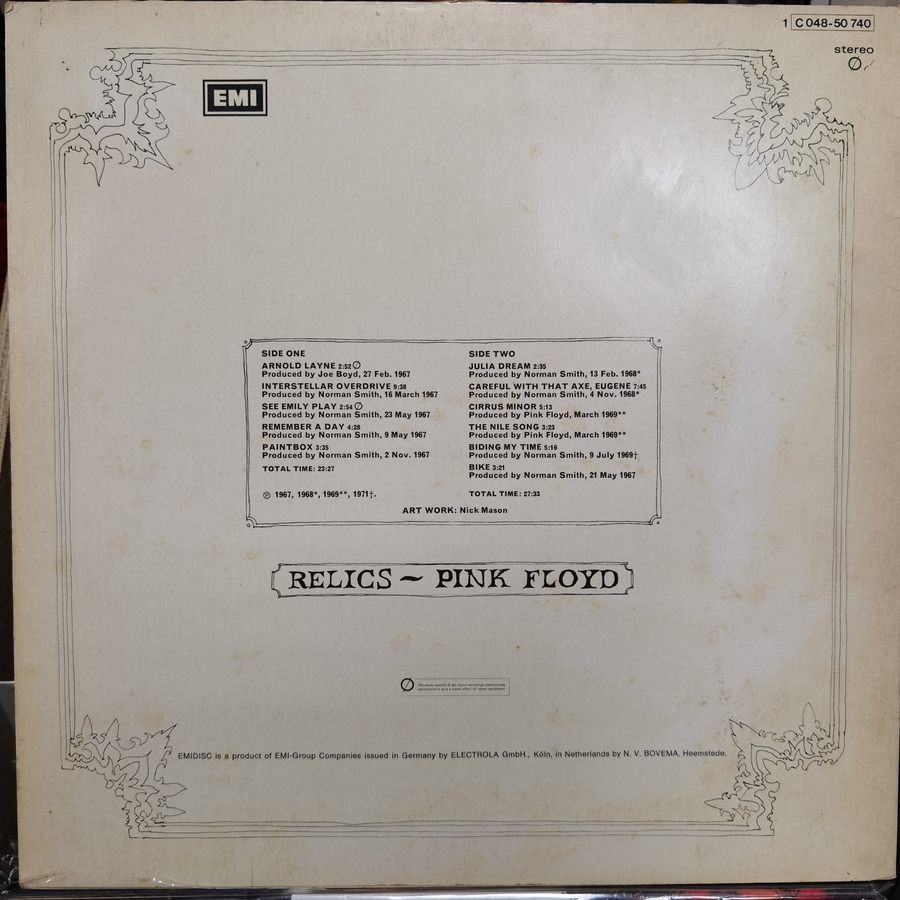 1 C 048-50 740
stereo
Ø
EMI
SIDE ONE
ARNOLD LAYNE 2:52 Ø
Produced by Joe Boyd, 27 Feb. 1967
INTERSTELLAR OVERDRIVE 9:38
Produced by Norman Smith, 16 March 1967
SEE EMILY PLAY 2:54 Ø
Produced by Norman Smith, 23 May 1967
REMEMBER A DAY 4:28
Produced by Norman Smith, 9 May 1967
PAINTBOX 3:35
Produced by Norman Smith, 2 Nov. 1967
TOTAL TIME: 23:27
℗ 1967, 1968*, 1969**, 1971†.
SIDE TWO
JULIA DREAM 2:35
Produced by Norman Smith, 13 Feb. 1968*
CAREFUL WITH THAT AXE, EUGENE 7:45
Produced by Norman Smith, 4 Nov. 1968*
CIRRUS MINOR 5:13
Produced by Pink Floyd, March 1969**
THE NILE SONG 3:23
Produced by Pink Floyd, March 1969**
BIDING MY TIME 5:16
Produced by Norman Smith, 9 July 1969†
BIKE 3:21
Produced by Norman Smith, 21 May 1967
TOTAL TIME: 27:33
ART WORK: Nick Mason
RELICS ~ PINK FLOYD
Ø
EMIDISC is a product of EMI-Group Companies issued in Germany by ELECTROLA GmbH., Köln, in Netherlands by N. V. BOVEMA, Heemstede.